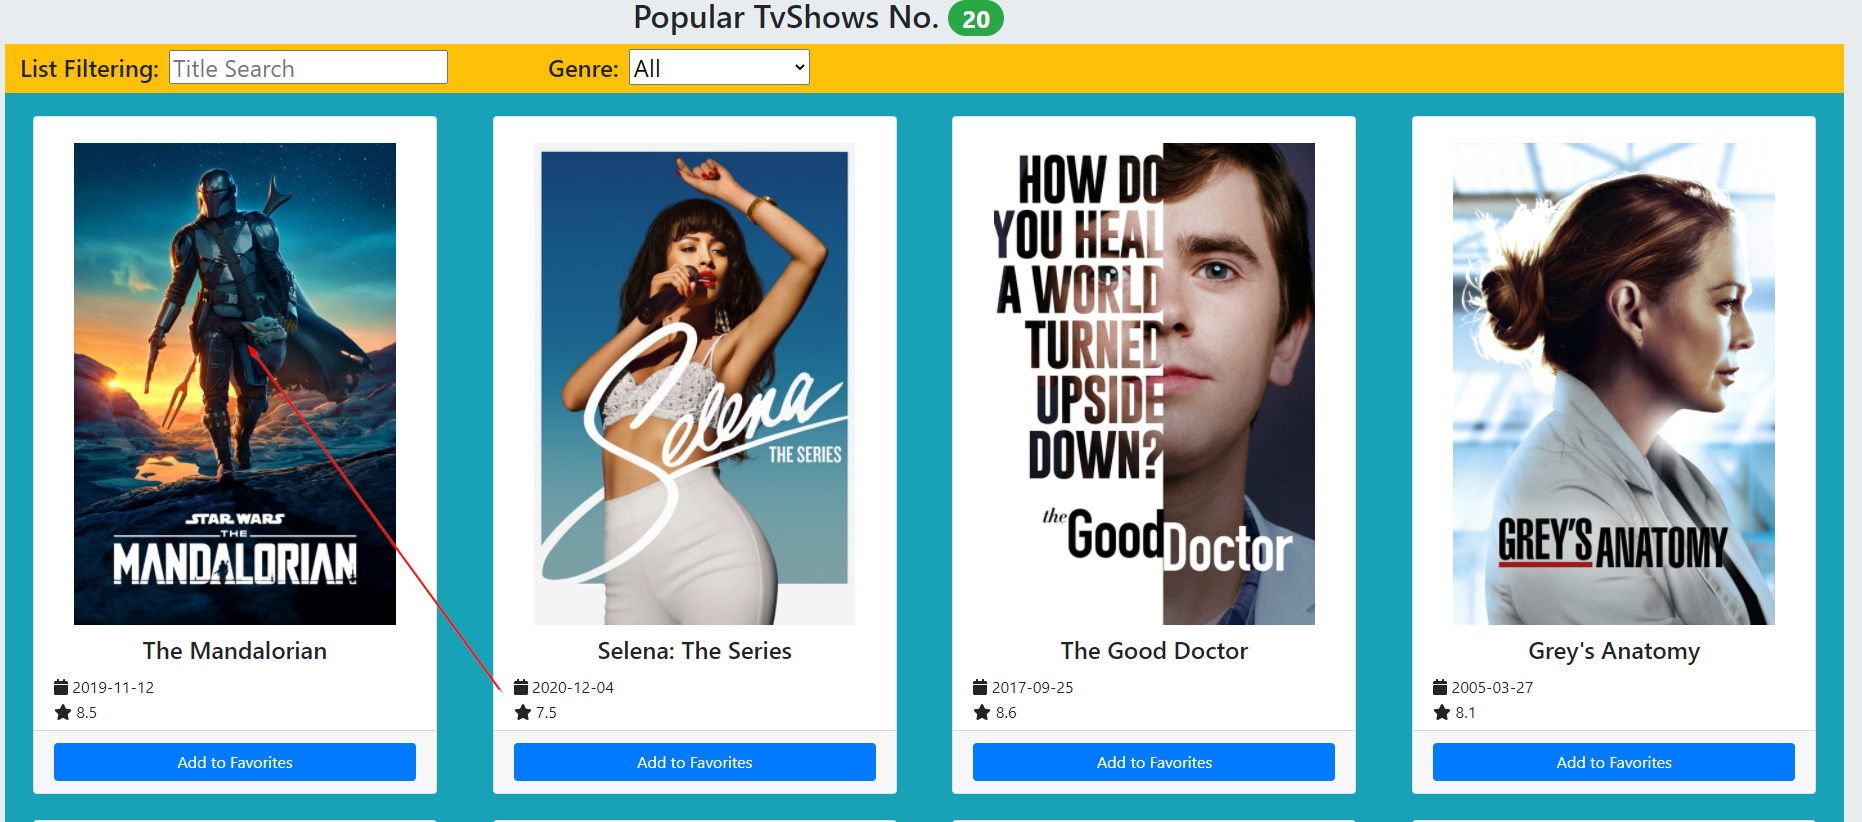 Popular TvShows No. 20
List Filtering: Title Search Genre: All
STAR WARS
THE
MANDALORIAN
The Mandalorian
2019-11-12
8.5
Add to Favorites
Selena
THE SERIES
Selena: The Series
2020-12-04
7.5
Add to Favorites
HOW DO
YOU HEAL
A WORLD
TURNED
UPSIDE
DOWN?
the Good Doctor
The Good Doctor
2017-09-25
8.6
Add to Favorites
GREY'S ANATOMY
Grey's Anatomy
2005-03-27
8.1
Add to Favorites